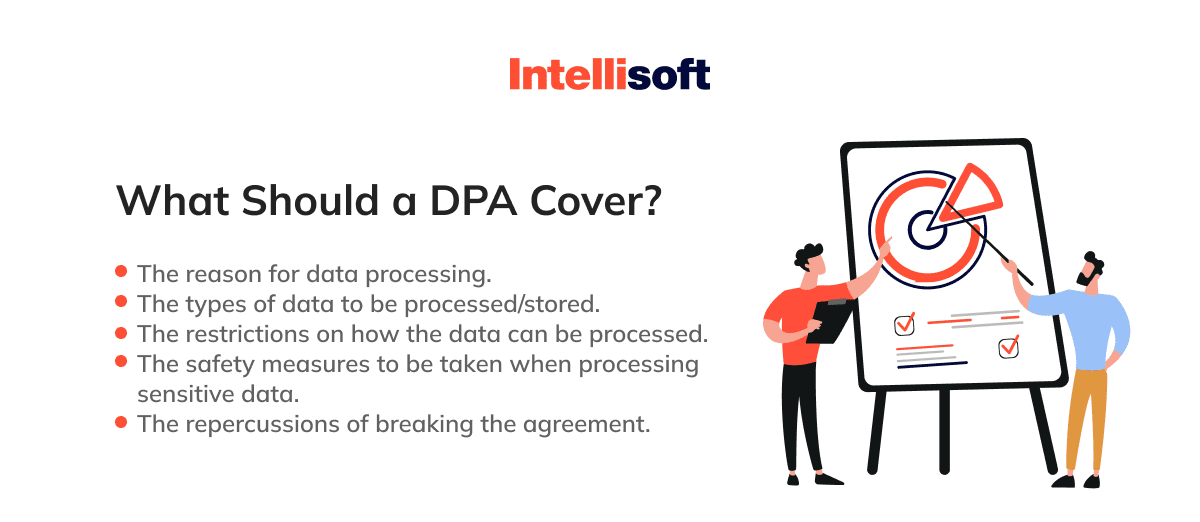 Intellisoft
What Should a DPA Cover?
The reason for data processing.
The types of data to be processed/stored.
The restrictions on how the data can be processed.
The safety measures to be taken when processing
sensitive data.
The repercussions of breaking the agreement.